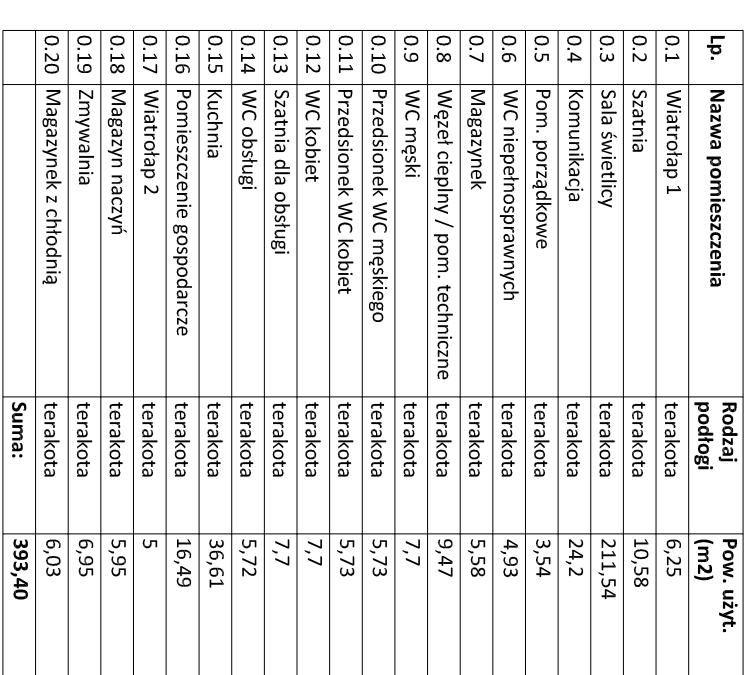 Lp. Nazwa pomieszczenia Rodzaj podłogi Pow. użyt. (m2)
0.1 Wiatrołap 1 terakota 6,25
0.2 Szatnia terakota 10,58
0.3 Sala świetlicy terakota 211,54
0.4 Komunikacja terakota 24,2
0.5 Pom. porządkowe terakota 3,54
0.6 WC niepełnosprawnych terakota 4,93
0.7 Magazynek terakota 5,58
0.8 Węzeł cieplny / pom. techniczne terakota 9,47
0.9 WC męski terakota 7,7
0.10 Przedsionek WC męskiego terakota 5,73
0.11 Przedsionek WC kobiet terakota 5,73
0.12 WC kobiet terakota 7,7
0.13 Szatnia dla obsługi terakota 7,7
0.14 WC obsługi terakota 5,72
0.15 Kuchnia terakota 36,61
0.16 Pomieszczenie gospodarcze terakota 16,49
0.17 Wiatrołap 2 terakota 5
0.18 Magazyn naczyń terakota 5,95
0.19 Zmywalnia terakota 6,95
0.20 Magazynek z chłodnią terakota 6,03
Suma: 393,40